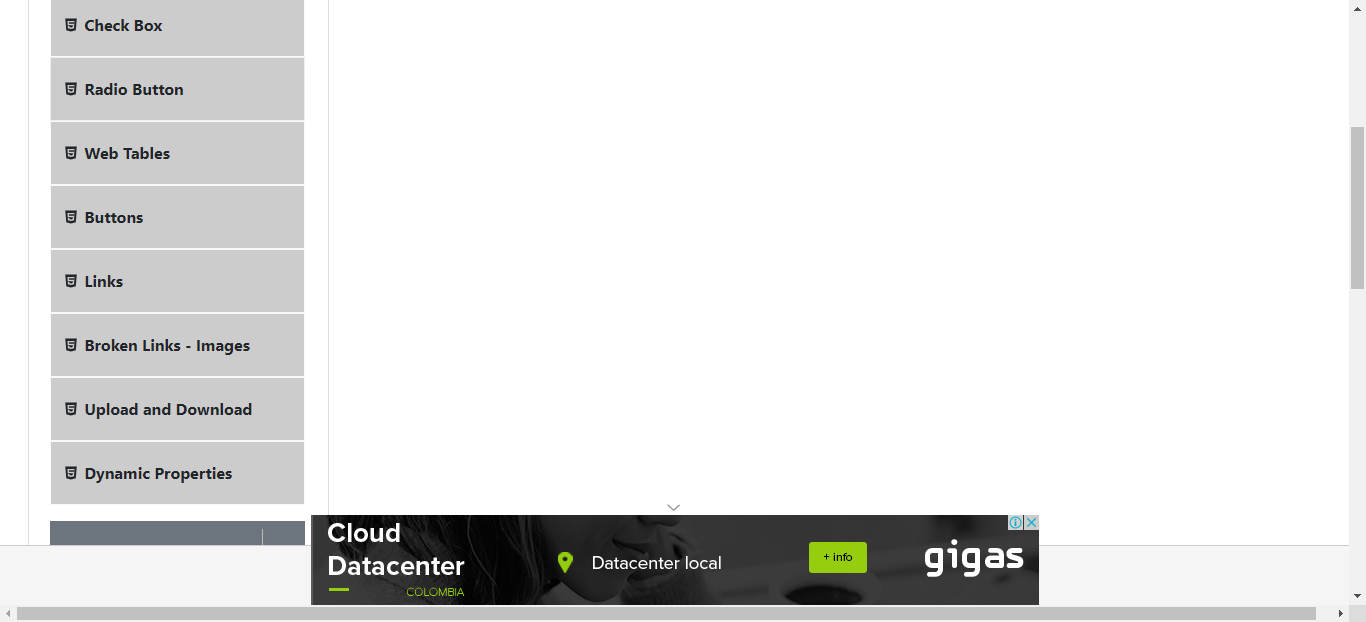 Check Box
Radio Button
Web Tables
Buttons
Links
Broken Links - Images
Upload and Download
Dynamic Properties
Cloud
Datacenter
COLOMBIA
Datacenter local
+ info
gigas